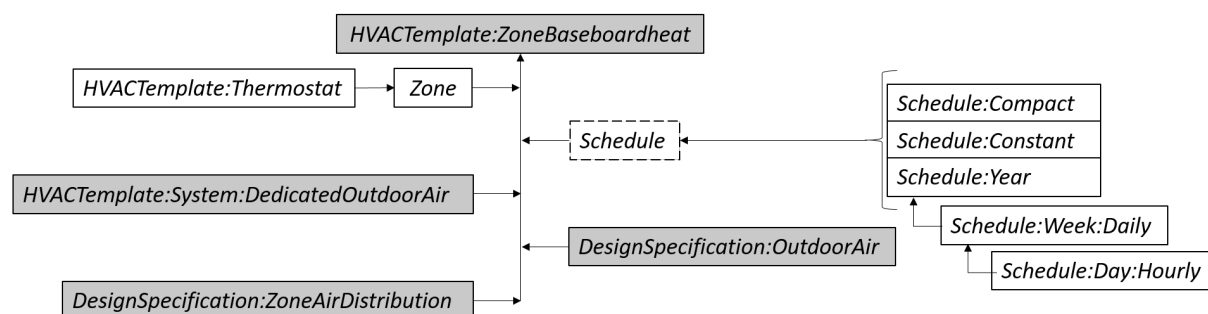 HVACTemplate:ZoneBaseboardheat
HVACTemplate:Thermostat
Zone
Schedule:Compact
Schedule
Schedule:Constant
Schedule:Year
HVACTemplate:System:DedicatedOutdoorAir
Schedule:Week:Daily
DesignSpecification:OutdoorAir
Schedule:Day:Hourly
DesignSpecification:ZoneAirDistribution